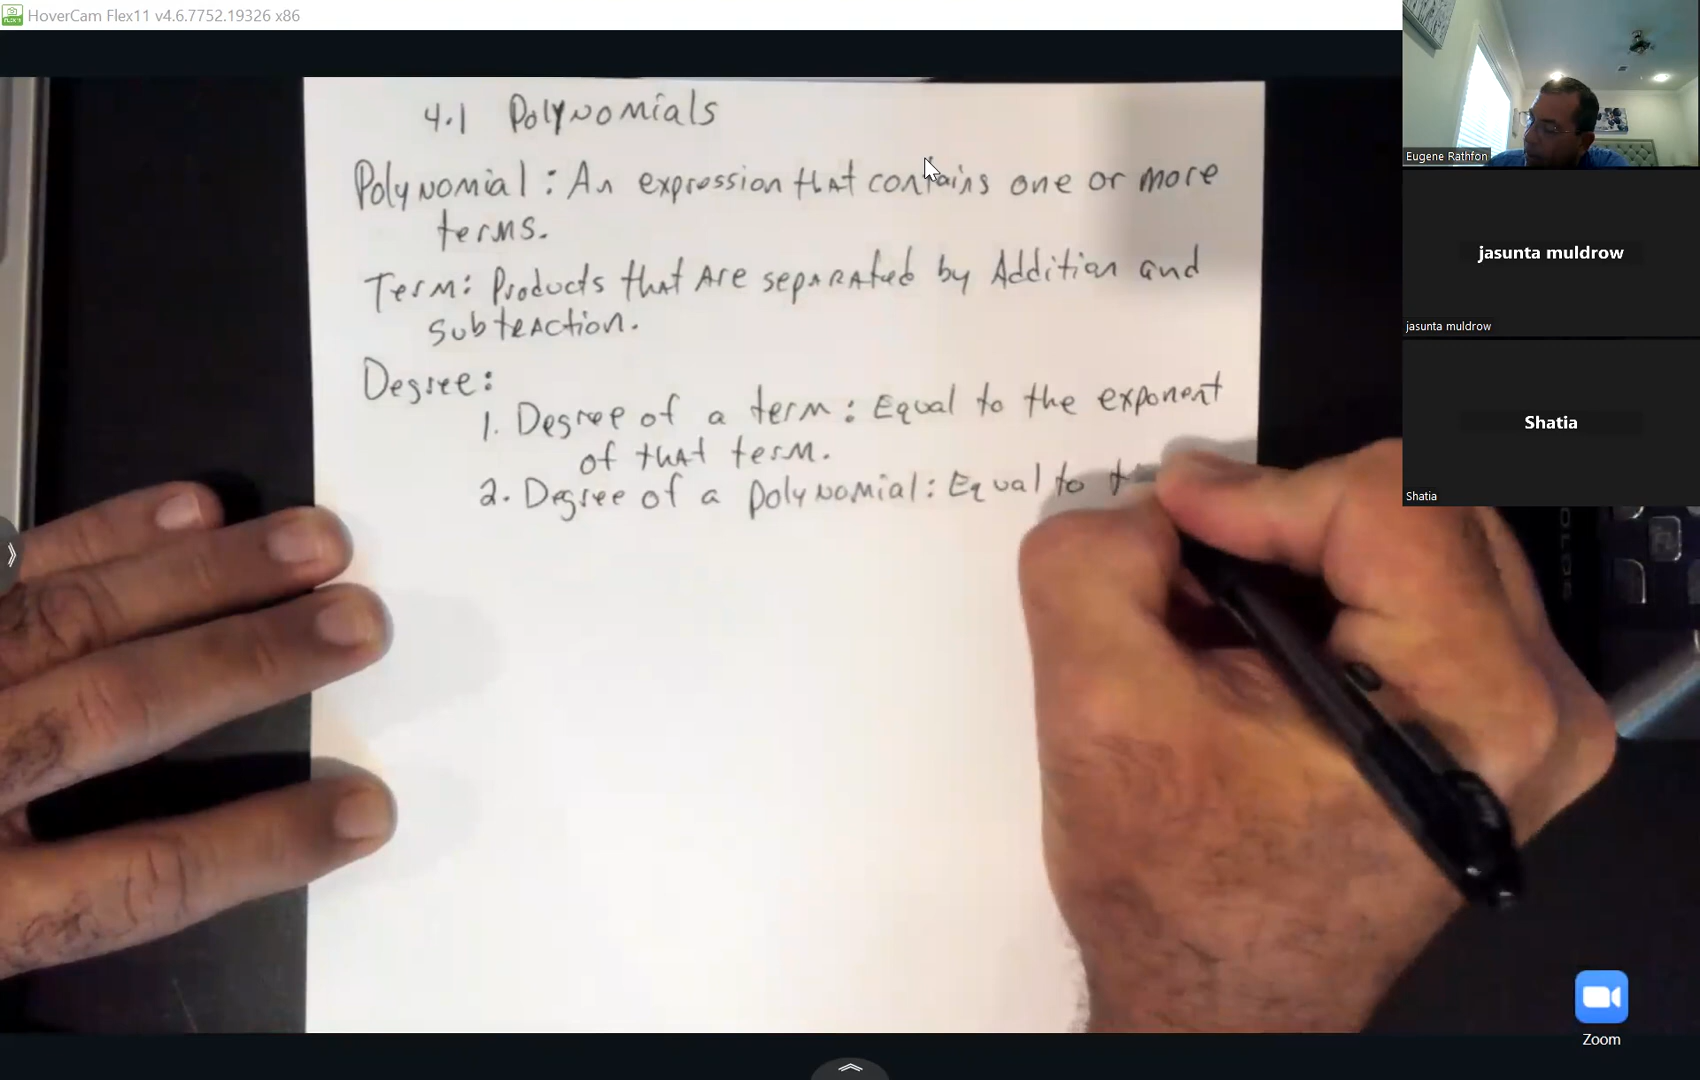 HoverCam Flex11 v4.6.7752.19326 x86
4.1 Polynomials
Polynomial: An expression that contains one or more
terms.
Term: Products that are separated by Addition and
subtraction.
Degree:
1. Degree of a term: Equal to the exponent
of that term.
2. Degree of a polynomial: Equal to
Eugene Rathfon
jasunta muldrow
jasunta muldrow
Shatia
Shatia
Zoom